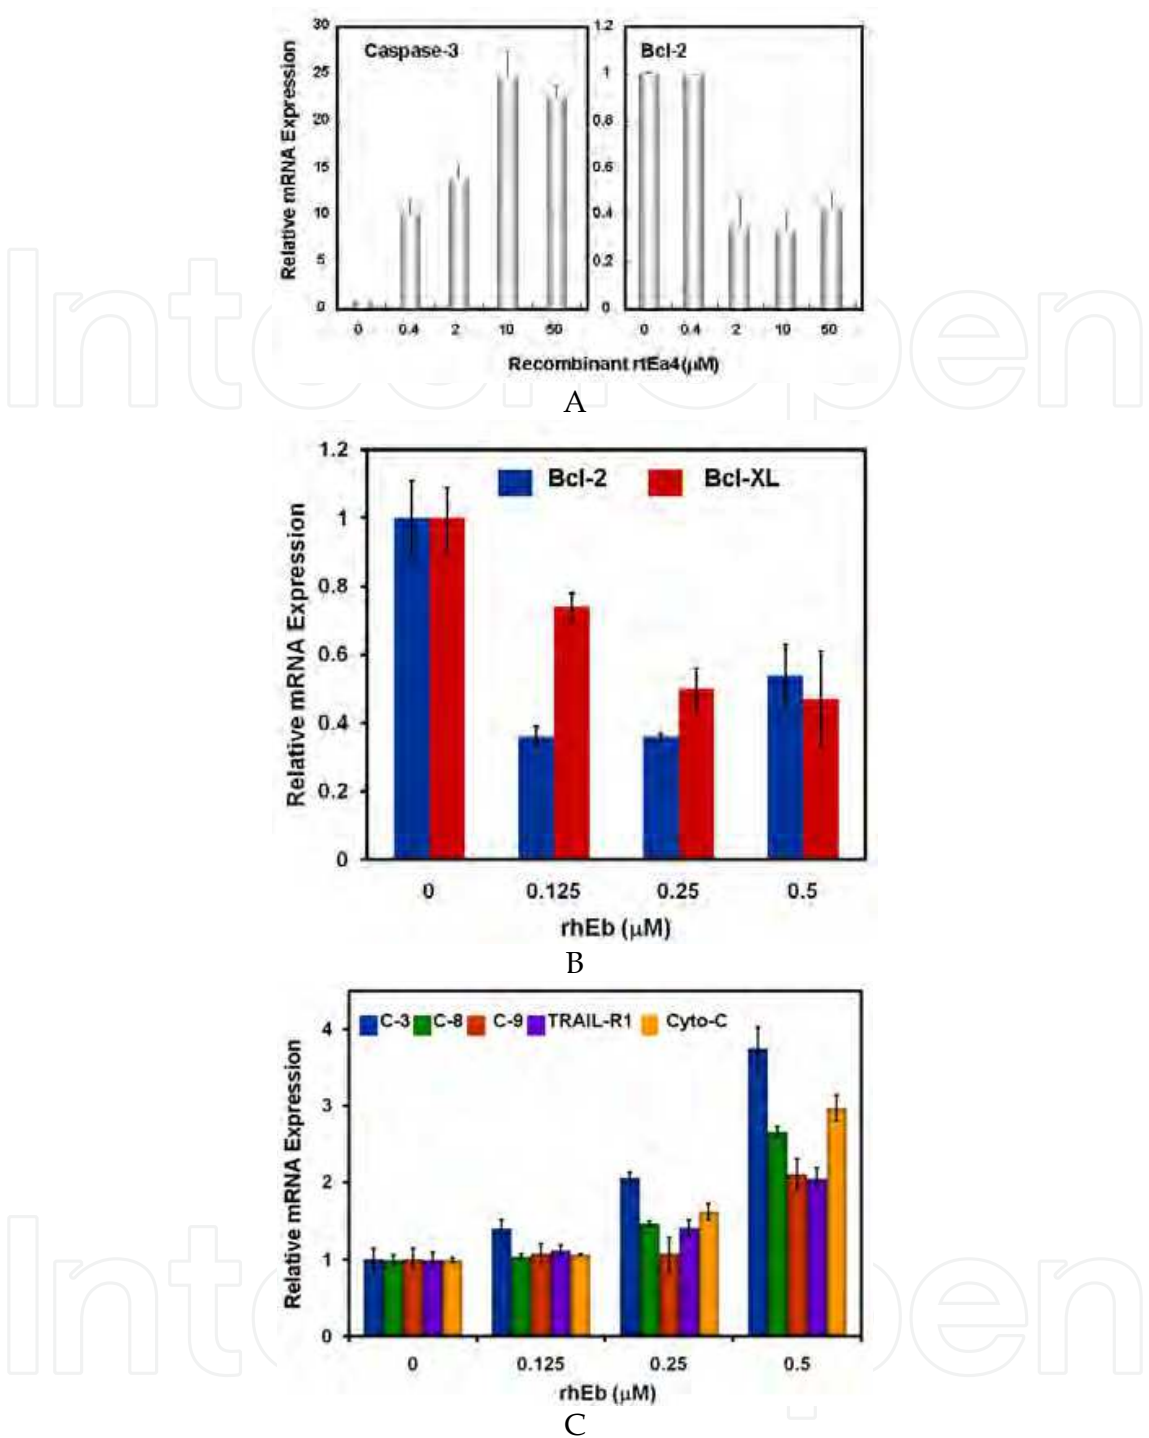 Caspase-3
Bcl-2
Relative mRNA Expression
30
25
20
15
10
5
0
1.2
1
0.8
0.6
0.4
0.2
0
0 0.4 2 10 50
0 0.4 2 10 50
Recombinant rtEa4(μM)
A
Bcl-2 Bcl-XL
Relative mRNA Expression
1.2
1
0.8
0.6
0.4
0.2
0
0 0.125 0.25 0.5
rhEb (μM)
B
C-3 C-8 C-9 TRAIL-R1 Cyto-C
Relative mRNA Expression
4
3
2
1
0
0 0.125 0.25 0.5
rhEb (μM)
C